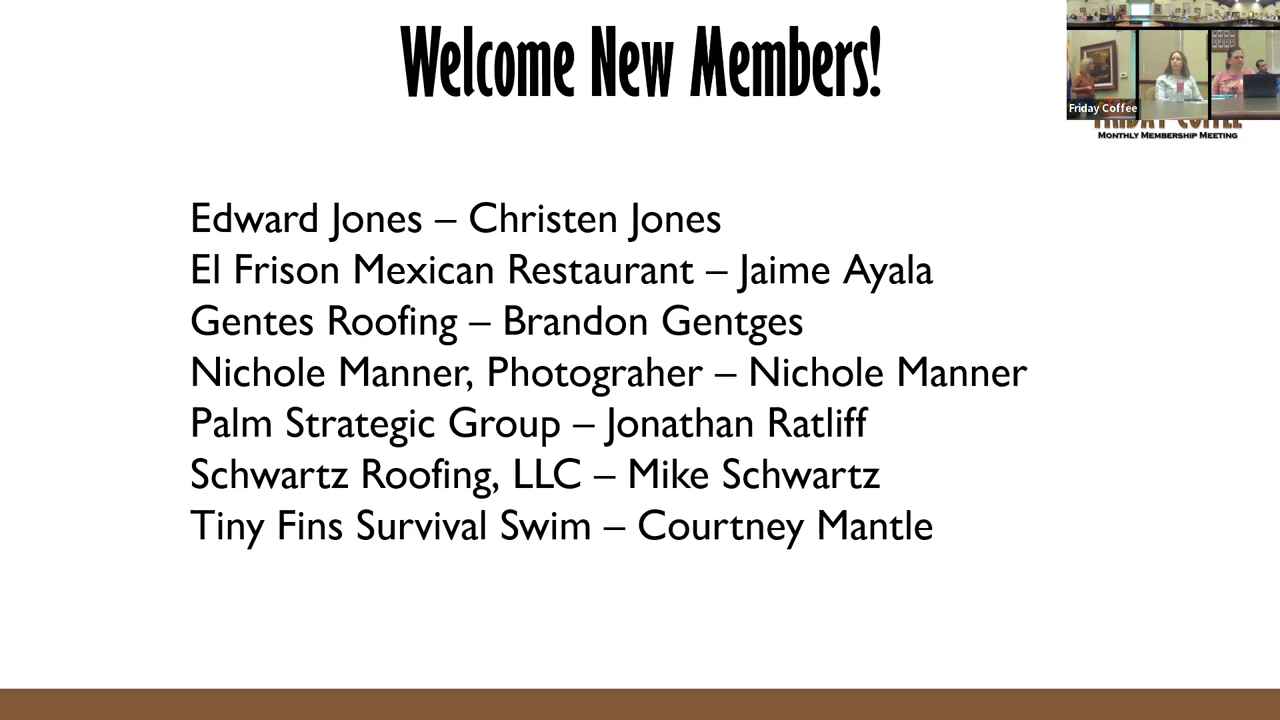 Welcome New Members!
Friday Coffee
MONTHLY MEMBERSHIP MEETING
Edward Jones – Christen Jones
El Frison Mexican Restaurant – Jaime Ayala
Gentes Roofing – Brandon Gentges
Nichole Manner, Photograher – Nichole Manner
Palm Strategic Group – Jonathan Ratliff
Schwartz Roofing, LLC – Mike Schwartz
Tiny Fins Survival Swim – Courtney Mantle